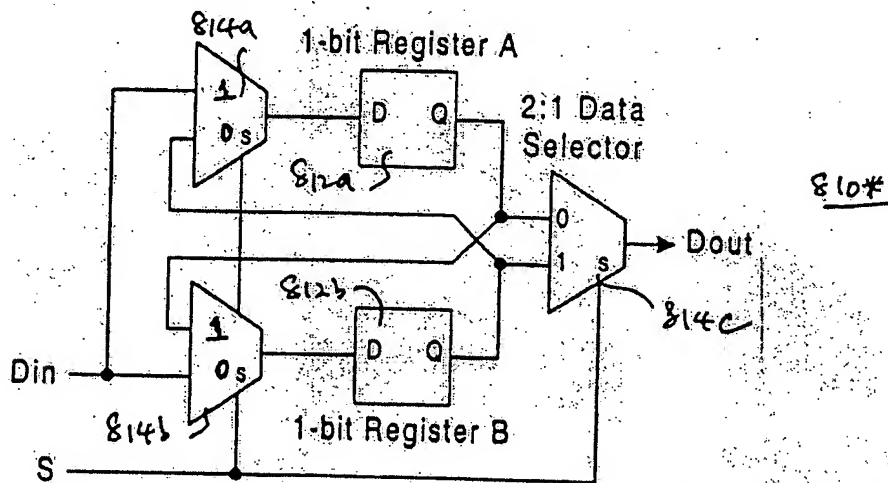 814a
1-bit Register A
1
0 s
D Q
2:1 Data
Selector
812a
810*
0
1
s
Dout
814c
812b
1
0 s
D Q
Din
814b
1-bit Register B
S